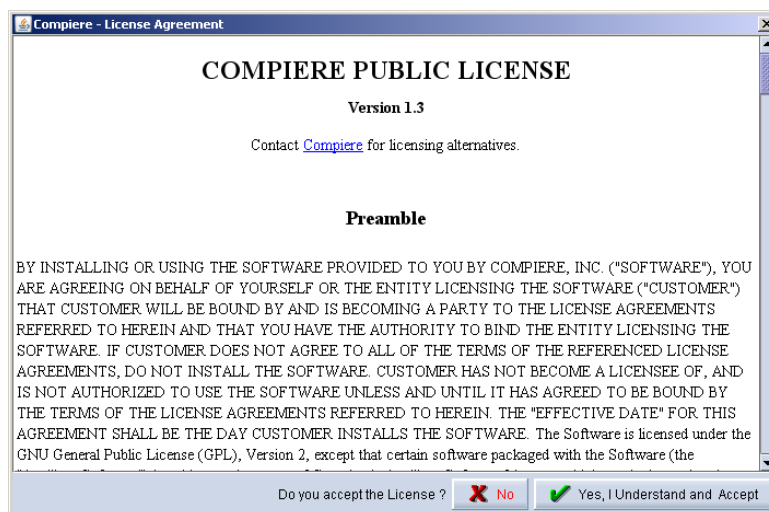 Compiere - License Agreement
COMPIERE PUBLIC LICENSE
Version 1.3
Contact Compiere for licensing alternatives.
Preamble
BY INSTALLING OR USING THE SOFTWARE PROVIDED TO YOU BY COMPIERE, INC. ("SOFTWARE"), YOU
ARE AGREEING ON BEHALF OF YOURSELF OR THE ENTITY LICENSING THE SOFTWARE ("CUSTOMER")
THAT CUSTOMER WILL BE BOUND BY AND IS BECOMING A PARTY TO THE LICENSE AGREEMENTS
REFERRED TO HEREIN AND THAT YOU HAVE THE AUTHORITY TO BIND THE ENTITY LICENSING THE
SOFTWARE. IF CUSTOMER DOES NOT AGREE TO ALL OF THE TERMS OF THE REFERENCED LICENSE
AGREEMENTS, DO NOT INSTALL THE SOFTWARE. CUSTOMER HAS NOT BECOME A LICENSEE OF, AND
IS NOT AUTHORIZED TO USE THE SOFTWARE UNLESS AND UNTIL IT HAS AGREED TO BE BOUND BY
THE TERMS OF THE LICENSE AGREEMENTS REFERRED TO HEREIN. THE "EFFECTIVE DATE" FOR THIS
AGREEMENT SHALL BE THE DAY CUSTOMER INSTALLS THE SOFTWARE. The Software is licensed under the
GNU General Public License (GPL), Version 2, except that certain software packaged with the Software (the
Do you accept the License ? No Yes, I Understand and Accept